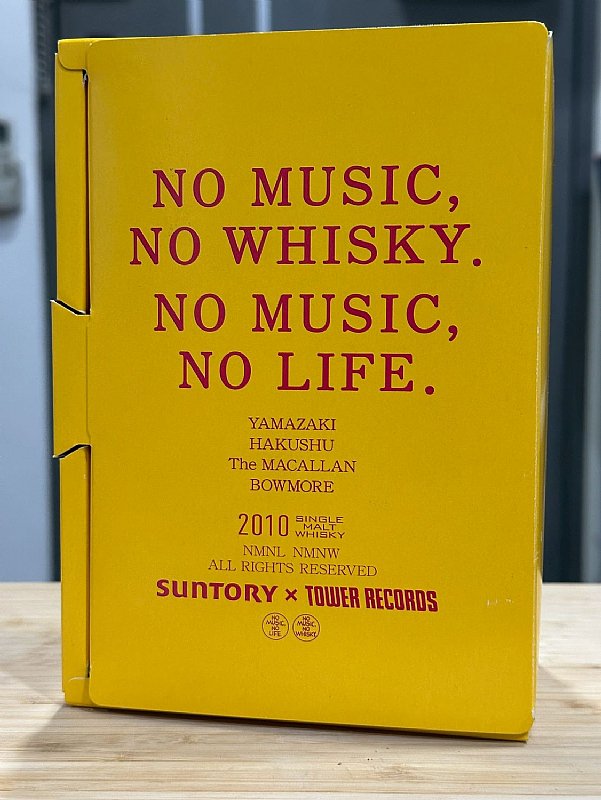 NO MUSIC,
NO WHISKY.
NO MUSIC,
NO LIFE.
YAMAZAKI
HAKUSHU
The MACALLAN
BOWMORE
2010 SINGLE
MALT
WHISKY
NMNL NMNW
ALL RIGHTS RESERVED
SUNTORY × TOWER RECORDS
NO
MUSIC,
NO
LIFE.
NO
MUSIC,
NO
WHISKY.